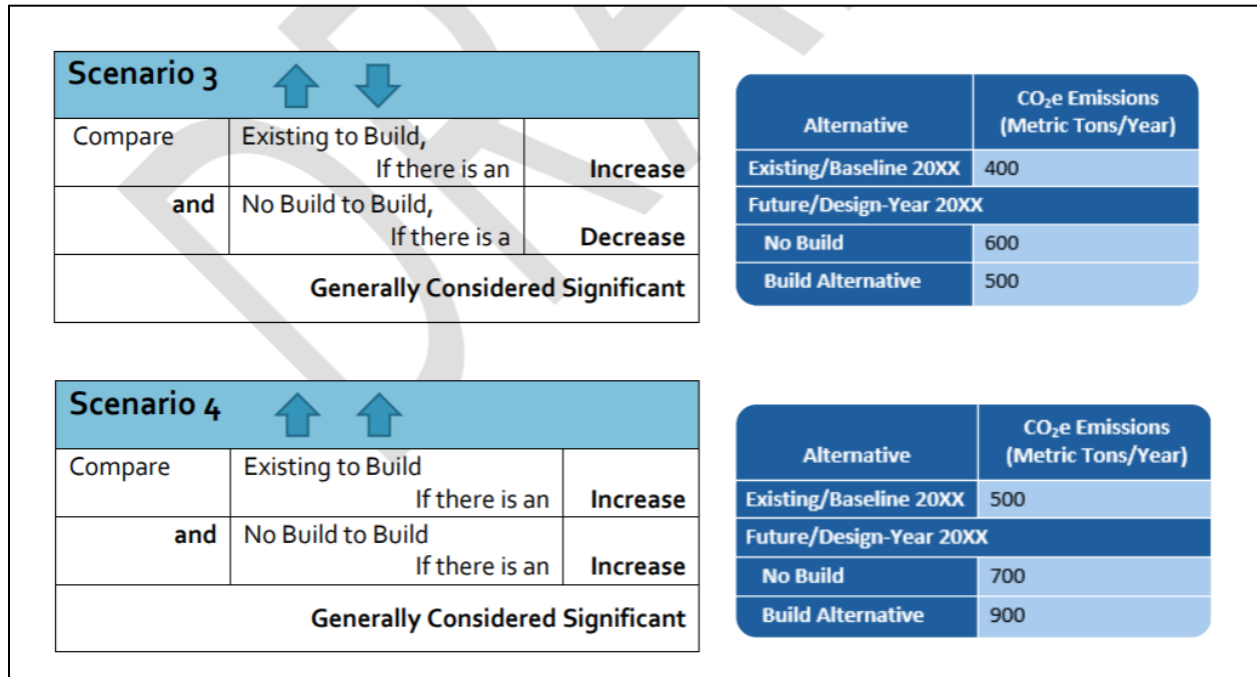 Scenario 3
Compare Existing to Build,
If there is an Increase
and No Build to Build,
If there is a Decrease
Generally Considered Significant
Alternative CO₂e Emissions
(Metric Tons/Year)
Existing/Baseline 20XX 400
Future/Design-Year 20XX
No Build 600
Build Alternative 500
Scenario 4
Compare Existing to Build
If there is an Increase
and No Build to Build
If there is an Increase
Generally Considered Significant
Alternative CO₂e Emissions
(Metric Tons/Year)
Existing/Baseline 20XX 500
Future/Design-Year 20XX
No Build 700
Build Alternative 900